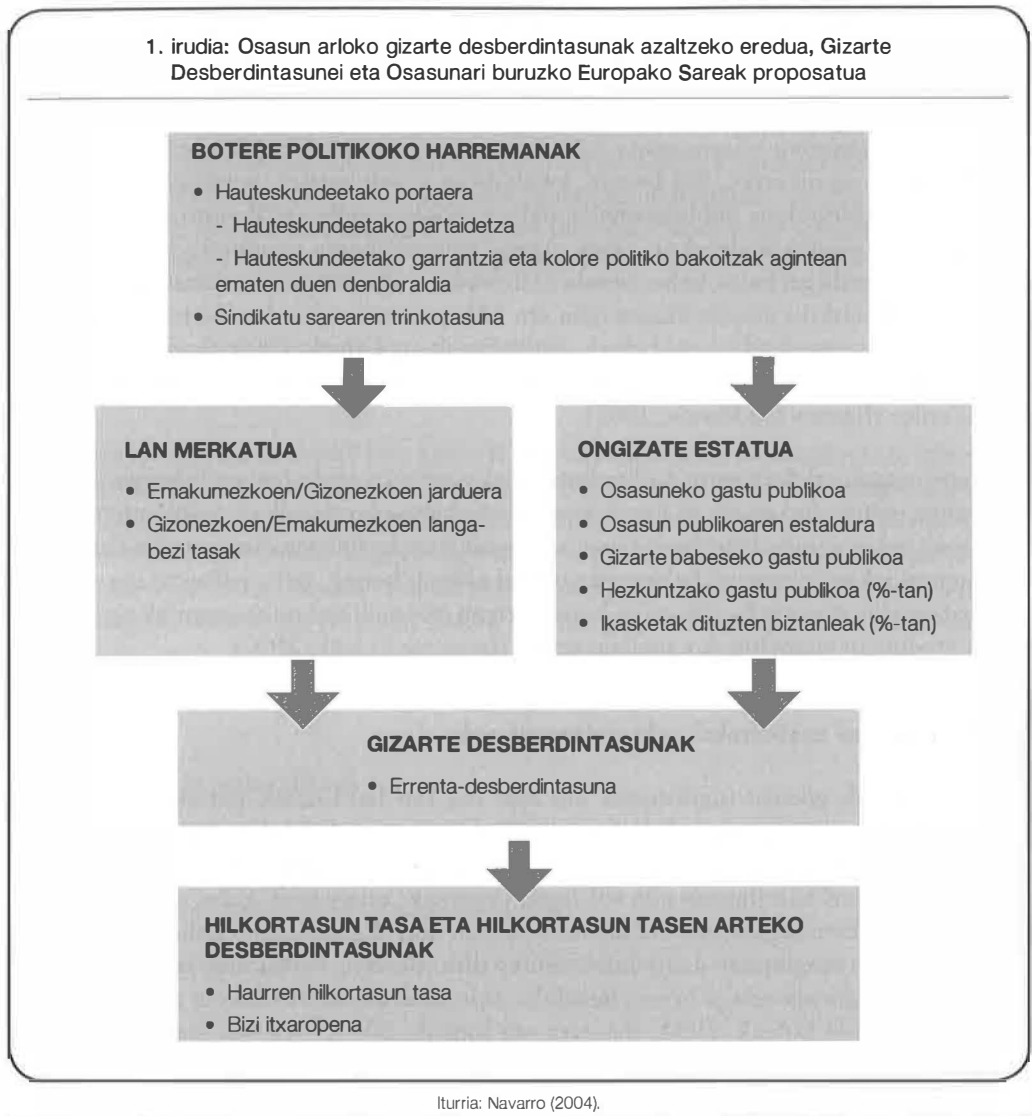 1. irudia: Osasun arloko gizarte desberdintasunak azaltzeko eredua, Gizarte
Desberdintasunei eta Osasunari buruzko Europako Sareak proposatua
BOTERE POLITIKOKO HARREMANAK
• Hauteskundeetako portaera
- Hauteskundeetako partaidetza
- Hauteskundeetako garrantzia eta kolore politiko bakoitzak agintean
ematen duen denboraldia
• Sindikatu sarearen trinkotasuna
LAN MERKATUA
• Emakumezkoen/Gizonezkoen jarduera
• Gizonezkoen/Emakumezkoen langa-
bezi tasak
ONGIZATE ESTATUA
• Osasuneko gastu publikoa
• Osasun publikoaren estaldura
• Gizarte babeseko gastu publikoa
• Hezkuntzako gastu publikoa (%-tan)
• Ikasketak dituzten biztanleak (%-tan)
GIZARTE DESBERDINTASUNAK
• Errenta-desberdintasuna
HILKORTASUN TASA ETA HILKORTASUN TASEN ARTEKO
DESBERDINTASUNAK
• Haurren hilkortasun tasa
• Bizi itxaropena
Iturria: Navarro (2004).